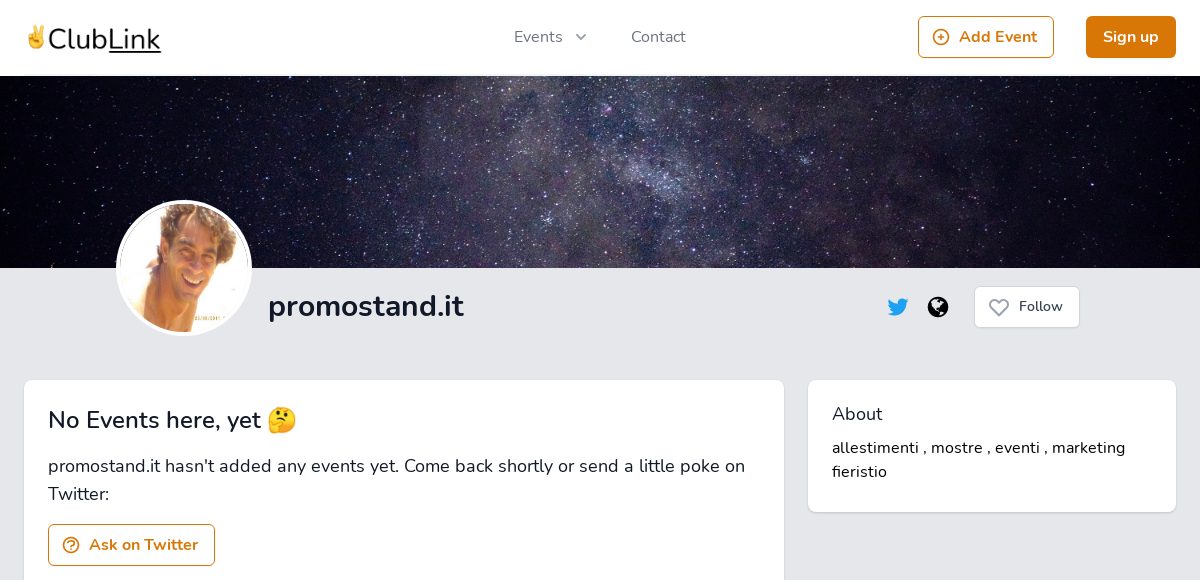 ✌️ClubLink
Events
Contact
Add Event
Sign up
promostand.it
Follow
No Events here, yet 🤔
promostand.it hasn't added any events yet. Come back shortly or send a little poke on
Twitter:
Ask on Twitter
About
allestimenti , mostre , eventi , marketing
fieristio